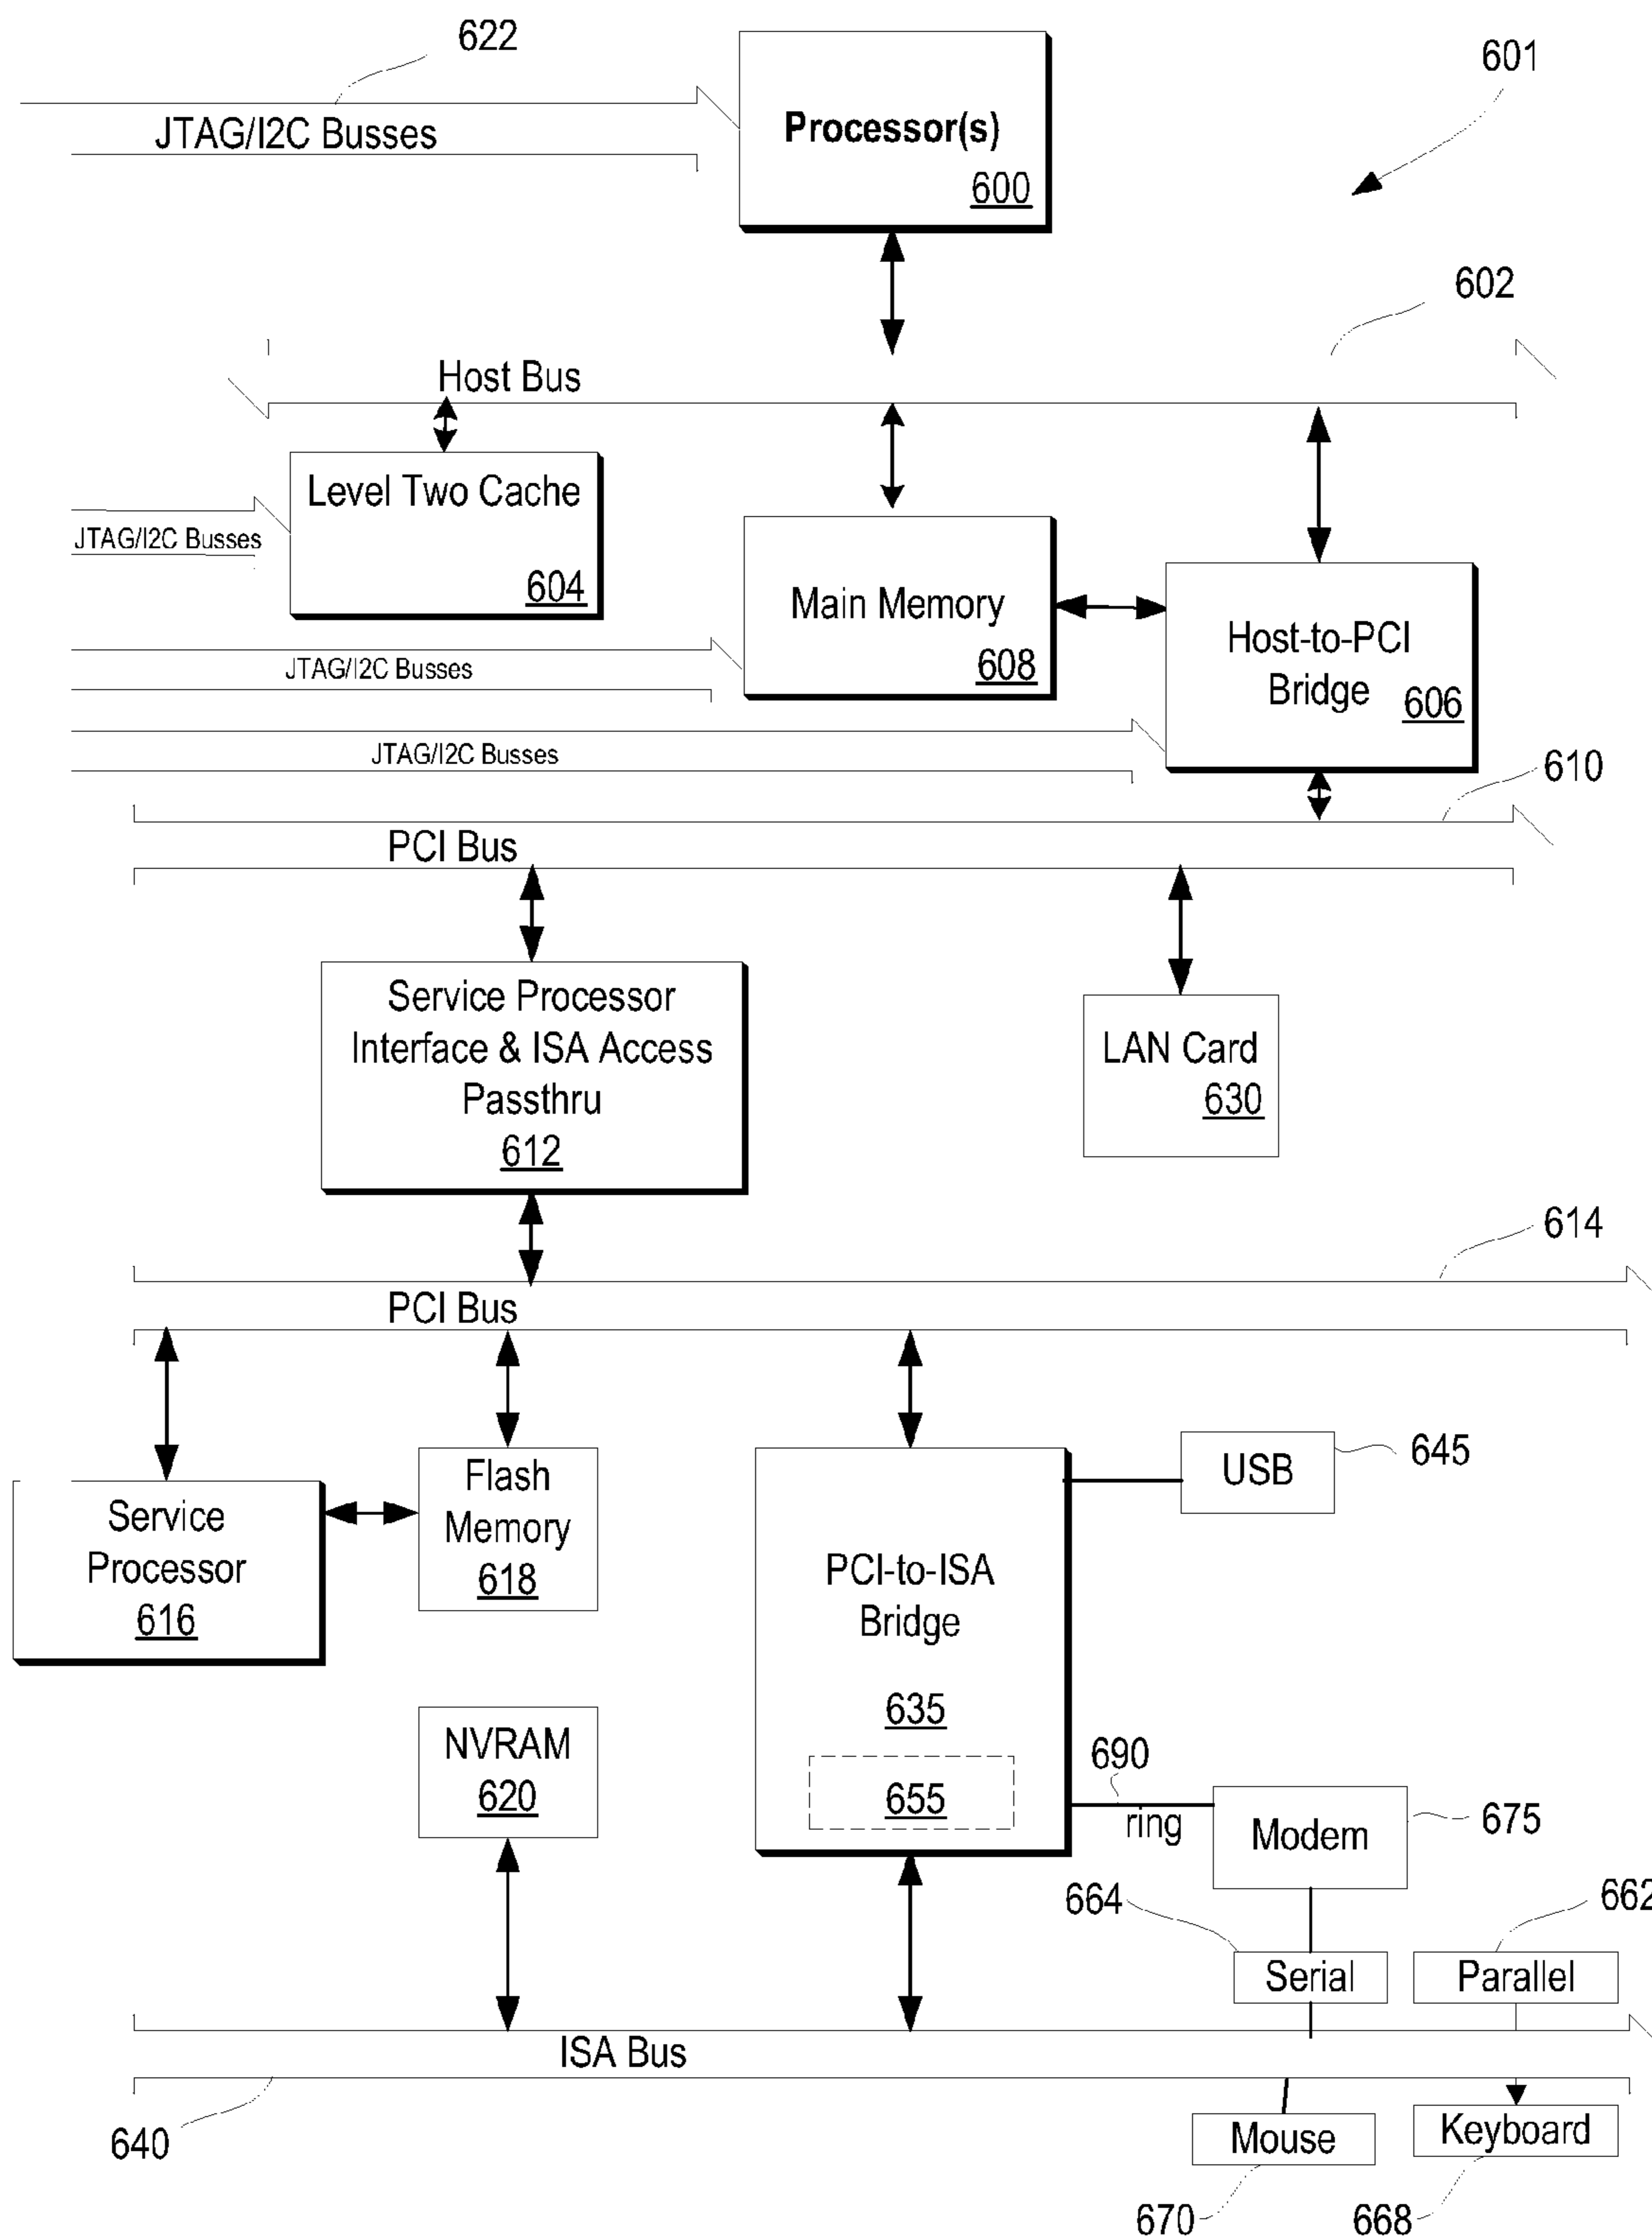 622
601
JTAG/I2C Busses
Processor(s)
600
602
Host Bus
Level Two Cache
604
JTAG/I2C Busses
Main Memory
608
Host-to-PCI
Bridge
606
JTAG/I2C Busses
JTAG/I2C Busses
610
PCI Bus
Service Processor
Interface & ISA Access
Passthru
612
LAN Card
630
614
PCI Bus
Service
Processor
616
Flash
Memory
618
PCI-to-ISA
Bridge
635
655
USB
645
NVRAM
620
690
ring
Modem
675
664
662
Serial
Parallel
ISA Bus
640
Mouse
Keyboard
670
668